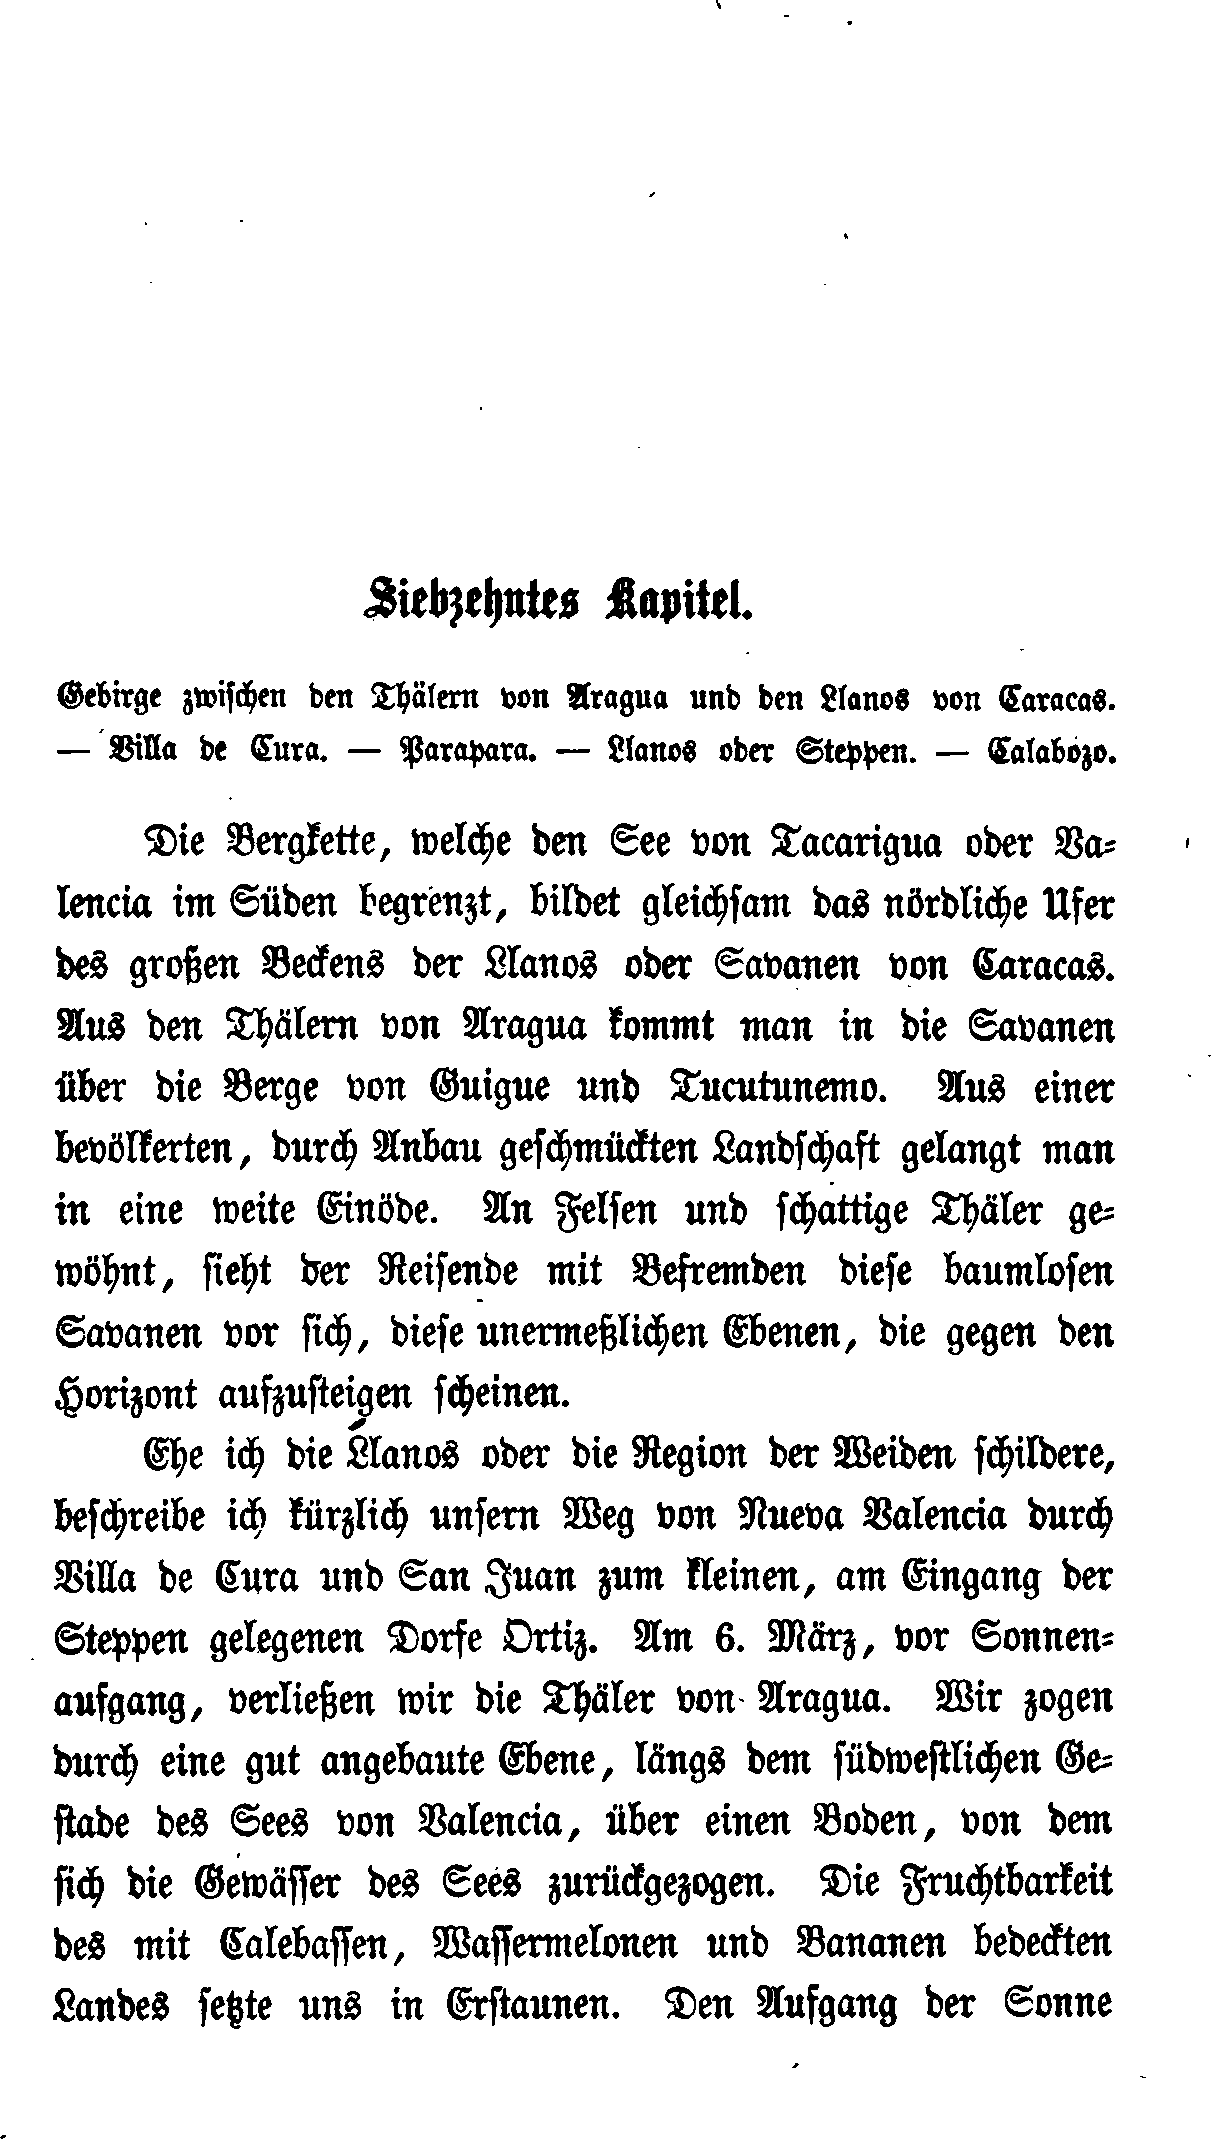 Siebzehntes Kapitel.
Gebirge zwischen den Thälern von Aragua und den Llanos von Caracas.
— Villa de Cura. — Parapara. — Llanos oder Steppen. — Calabozo.
Die Bergkette, welche den See von Tacarigua oder Va-
lencia im Süden begrenzt, bildet gleichsam das nördliche Ufer
des großen Beckens der Llanos oder Savanen von Caracas.
Aus den Thälern von Aragua kommt man in die Savanen
über die Berge von Guigue und Tucutunemo. Aus einer
bevölkerten, durch Anbau geschmückten Landschaft gelangt man
in eine weite Einöde. An Felsen und schattige Thäler ge-
wöhnt, sieht der Reisende mit Befremden diese baumlosen
Savanen vor sich, diese unermeßlichen Ebenen, die gegen den
Horizont aufzusteigen scheinen.
Ehe ich die Llanos oder die Region der Weiden schildere,
beschreibe ich kürzlich unsern Weg von Nueva Valencia durch
Villa de Cura und San Juan zum kleinen, am Eingang der
Steppen gelegenen Dorfe Ortiz. Am 6. März, vor Sonnen-
aufgang, verließen wir die Thäler von Aragua. Wir zogen
durch eine gut angebaute Ebene, längs dem südwestlichen Ge-
stade des Sees von Valencia, über einen Boden, von dem
sich die Gewässer des Sees zurückgezogen. Die Fruchtbarkeit
des mit Calebassen, Wassermelonen und Bananen bedeckten
Landes setzte uns in Erstaunen. Den Aufgang der Sonne